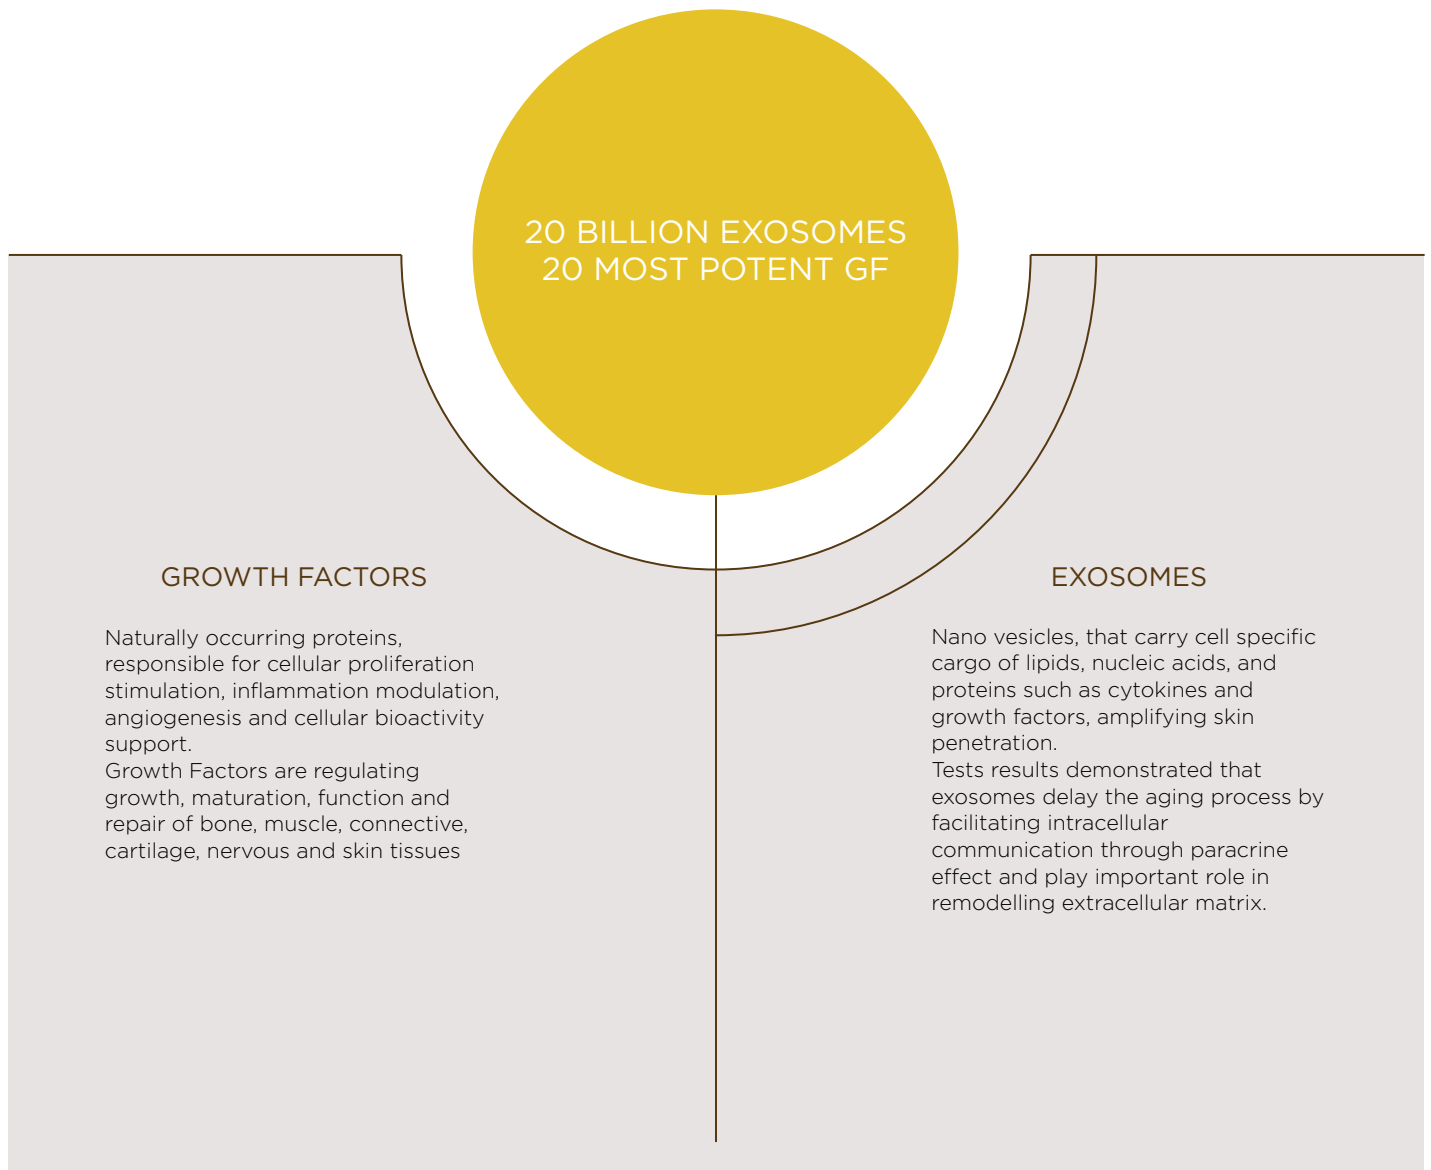 20 BILLION EXOSOMES
20 MOST POTENT GF
GROWTH FACTORS
Naturally occurring proteins,
responsible for cellular proliferation
stimulation, inflammation modulation,
angiogenesis and cellular bioactivity
support.
Growth Factors are regulating
growth, maturation, function and
repair of bone, muscle, connective,
cartilage, nervous and skin tissues
EXOSOMES
Nano vesicles, that carry cell specific
cargo of lipids, nucleic acids, and
proteins such as cytokines and
growth factors, amplifying skin
penetration.
Tests results demonstrated that
exosomes delay the aging process by
facilitating intracellular
communication through paracrine
effect and play important role in
remodelling extracellular matrix.